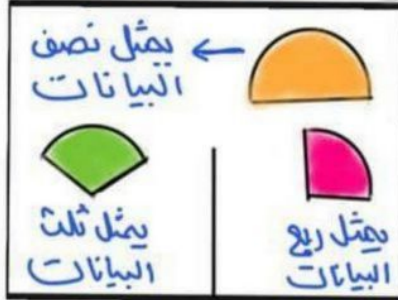 يمثل نصف
البيانات
يمثل ربع
البيانات
يمثل ثلث
البيانات